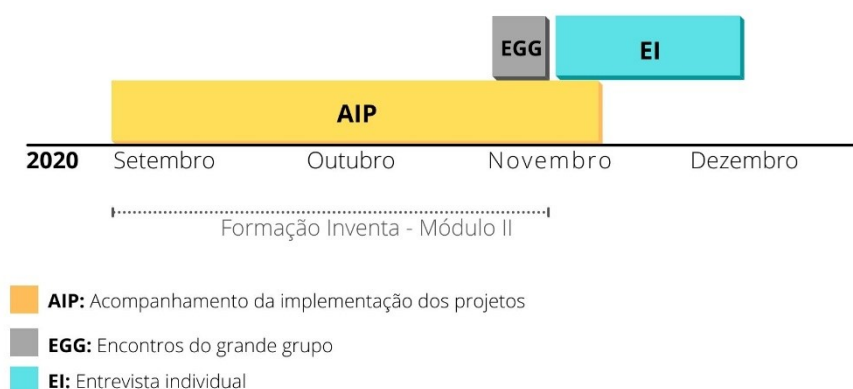 EGG
EI
AIP
2020 Setembro Outubro Novembro Dezembro
Formação Inventa - Módulo II
AIP: Acompanhamento da implementação dos projetos
EGG: Encontros do grande grupo
EI: Entrevista individual